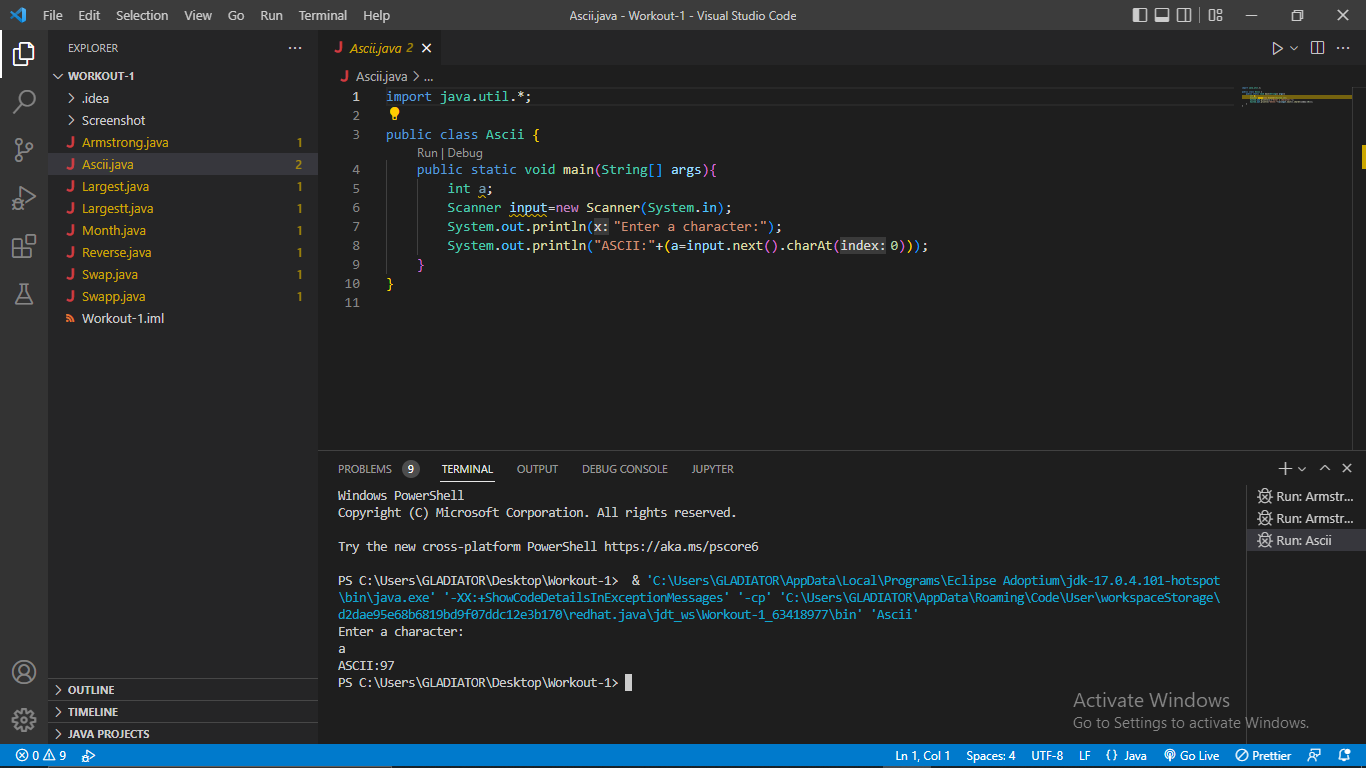 File Edit Selection View Go Run Terminal Help
Ascii.java - Workout-1 - Visual Studio Code
EXPLORER
WORKOUT-1
.idea
Screenshot
Armstrong.java 1
Ascii.java 2
Largest.java 1
Largestt.java 1
Month.java 1
Reverse.java 1
Swap.java 1
Swapp.java 1
Workout-1.iml
OUTLINE
TIMELINE
JAVA PROJECTS
Ascii.java 2
Ascii.java > ...
1 import java.util.*;
2
3 public class Ascii {
Run | Debug
4 public static void main(String[] args){
5 int a;
6 Scanner input=new Scanner(System.in);
7 System.out.println(x: "Enter a character:");
8 System.out.println("ASCII:"+(a=input.next().charAt(index: 0)));
9 }
10 }
11
PROBLEMS 9 TERMINAL OUTPUT DEBUG CONSOLE JUPYTER
Windows PowerShell
Copyright (C) Microsoft Corporation. All rights reserved.
Try the new cross-platform PowerShell https://aka.ms/pscore6
PS C:\Users\GLADIATOR\Desktop\Workout-1> & 'C:\Users\GLADIATOR\AppData\Local\Programs\Eclipse Adoptium\jdk-17.0.4.101-hotspot
\bin\java.exe' '-XX:+ShowCodeDetailsInExceptionMessages' '-cp' 'C:\Users\GLADIATOR\AppData\Roaming\Code\User\workspaceStorage\
d2dae95e68b6819bd9f07ddc12e3b170\redhat.java\jdt_ws\Workout-1_63418977\bin' 'Ascii'
Enter a character:
a
ASCII:97
PS C:\Users\GLADIATOR\Desktop\Workout-1>
Run: Armstr...
Run: Armstr...
Run: Ascii
Activate Windows
Go to Settings to activate Windows.
0 9
Ln 1, Col 1 Spaces: 4 UTF-8 LF {} Java Go Live Prettier